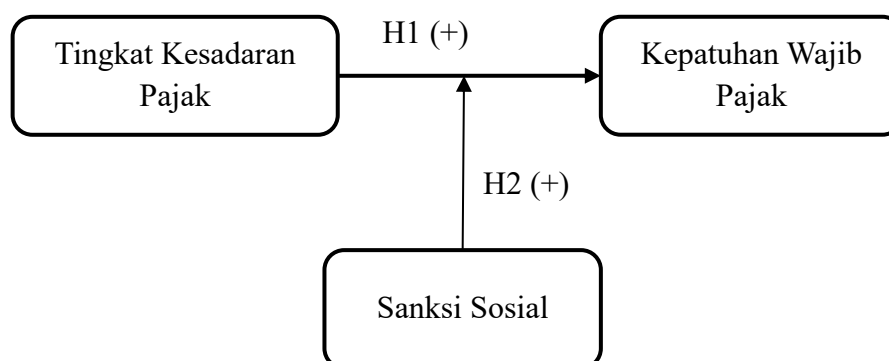 H1 (+)
Tingkat Kesadaran
Pajak
Kepatuhan Wajib
Pajak
H2 (+)
Sanksi Sosial